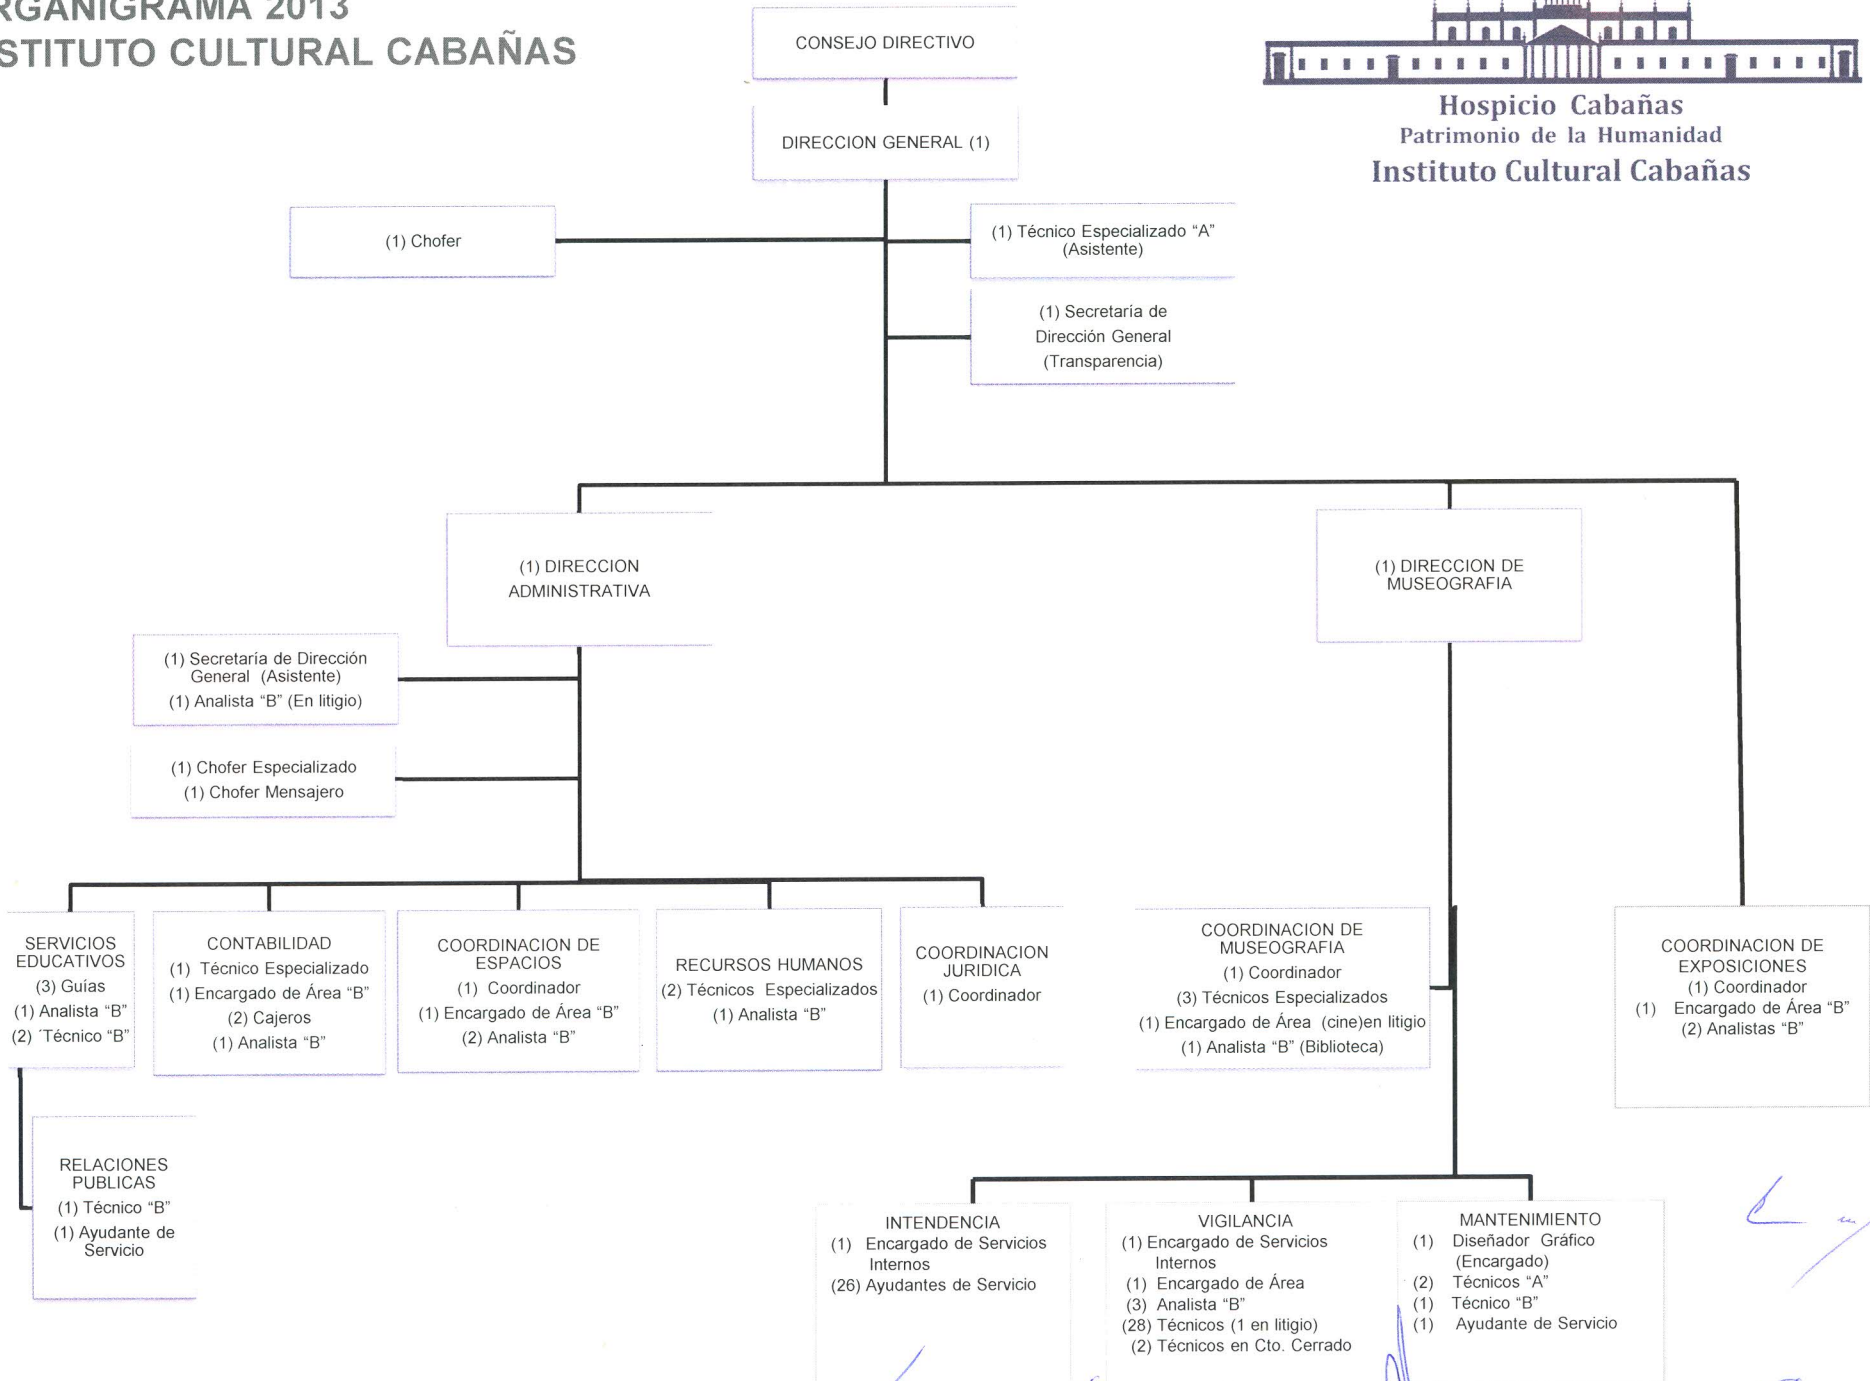 RGANIGRAMA 2013
STITUTO CULTURAL CABAÑAS
CONSEJO DIRECTIVO
Hospicio Cabañas
Patrimonio de la Humanidad
Instituto Cultural Cabañas
DIRECCION GENERAL (1)
(1) Chofer
(1) Técnico Especializado “A”
(Asistente)
(1) Secretaría de
Dirección General
(Transparencia)
(1) DIRECCION
ADMINISTRATIVA
(1) DIRECCION DE
MUSEOGRAFIA
(1) Secretaría de Dirección
General (Asistente)
(1) Analista “B” (En litigio)
(1) Chofer Especializado
(1) Chofer Mensajero
SERVICIOS
EDUCATIVOS
(3) Guías
(1) Analista “B”
(2) ´Técnico “B”
CONTABILIDAD
(1) Técnico Especializado
(1) Encargado de Área “B”
(2) Cajeros
(1) Analista “B”
COORDINACION DE
ESPACIOS
(1) Coordinador
(1) Encargado de Área “B”
(2) Analista “B”
RECURSOS HUMANOS
(2) Técnicos Especializados
(1) Analista “B”
COORDINACION
JURIDICA
(1) Coordinador
COORDINACION DE
MUSEOGRAFIA
(1) Coordinador
(3) Técnicos Especializados
(1) Encargado de Área (cine)en litigio
(1) Analista “B” (Biblioteca)
COORDINACION DE
EXPOSICIONES
(1) Coordinador
(1) Encargado de Área “B”
(2) Analistas “B”
RELACIONES
PUBLICAS
(1) Técnico “B”
(1) Ayudante de
Servicio
INTENDENCIA
(1) Encargado de Servicios
Internos
(26) Ayudantes de Servicio
VIGILANCIA
(1) Encargado de Servicios
Internos
(1) Encargado de Área
(3) Analista “B”
(28) Técnicos (1 en litigio)
(2) Técnicos en Cto. Cerrado
MANTENIMIENTO
(1) Diseñador Gráfico
(Encargado)
(2) Técnicos “A”
(1) Técnico “B”
(1) Ayudante de Servicio